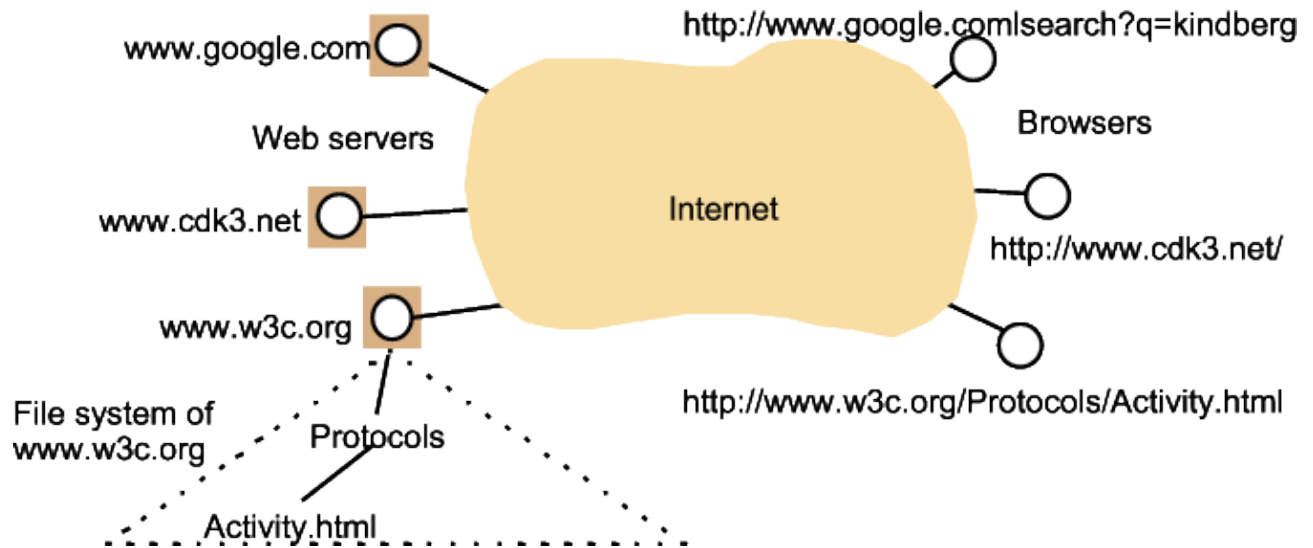 http://www.google.comlsearch?q=kindberg
www.google.com
Browsers
Web servers
Internet
www.cdk3.net
http://www.cdk3.net/
www.w3c.org
http://www.w3c.org/Protocols/Activity.html
File system of
www.w3c.org
Protocols
Activity.html